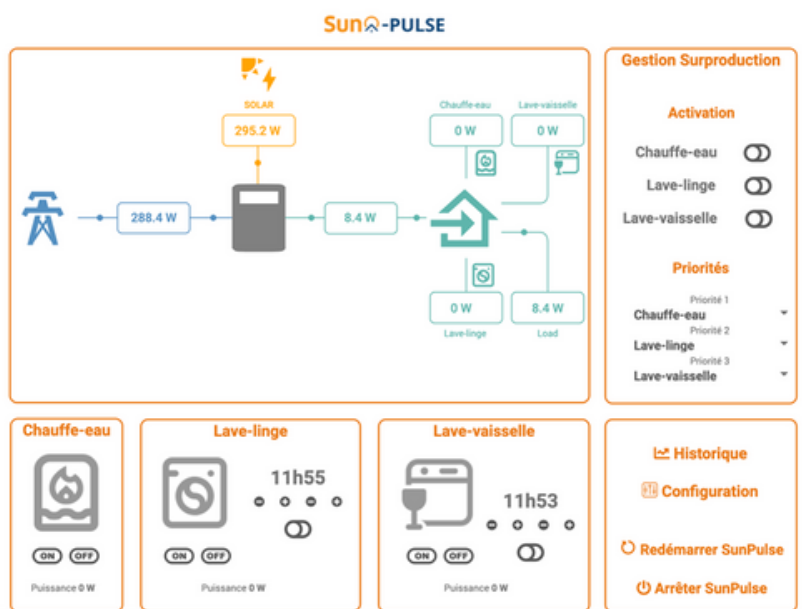 Sun-PULSE
SOLAR
295.2 W
Chauffe-eau
Lave-vaisselle
0 W
0 W
288.4 W
8.4 W
0 W
8.4 W
Lave-linge
Load
Gestion Surproduction
Activation
Chauffe-eau
Lave-linge
Lave-vaisselle
Priorités
Priorité 1
Chauffe-eau
Priorité 2
Lave-linge
Priorité 3
Lave-vaisselle
Chauffe-eau
ON OFF
Puissance 0 W
Lave-linge
11h55
ON OFF
Puissance 0 W
Lave-vaisselle
11h53
ON OFF
Puissance 0 W
Historique
Configuration
Redémarrer SunPulse
Arrêter SunPulse